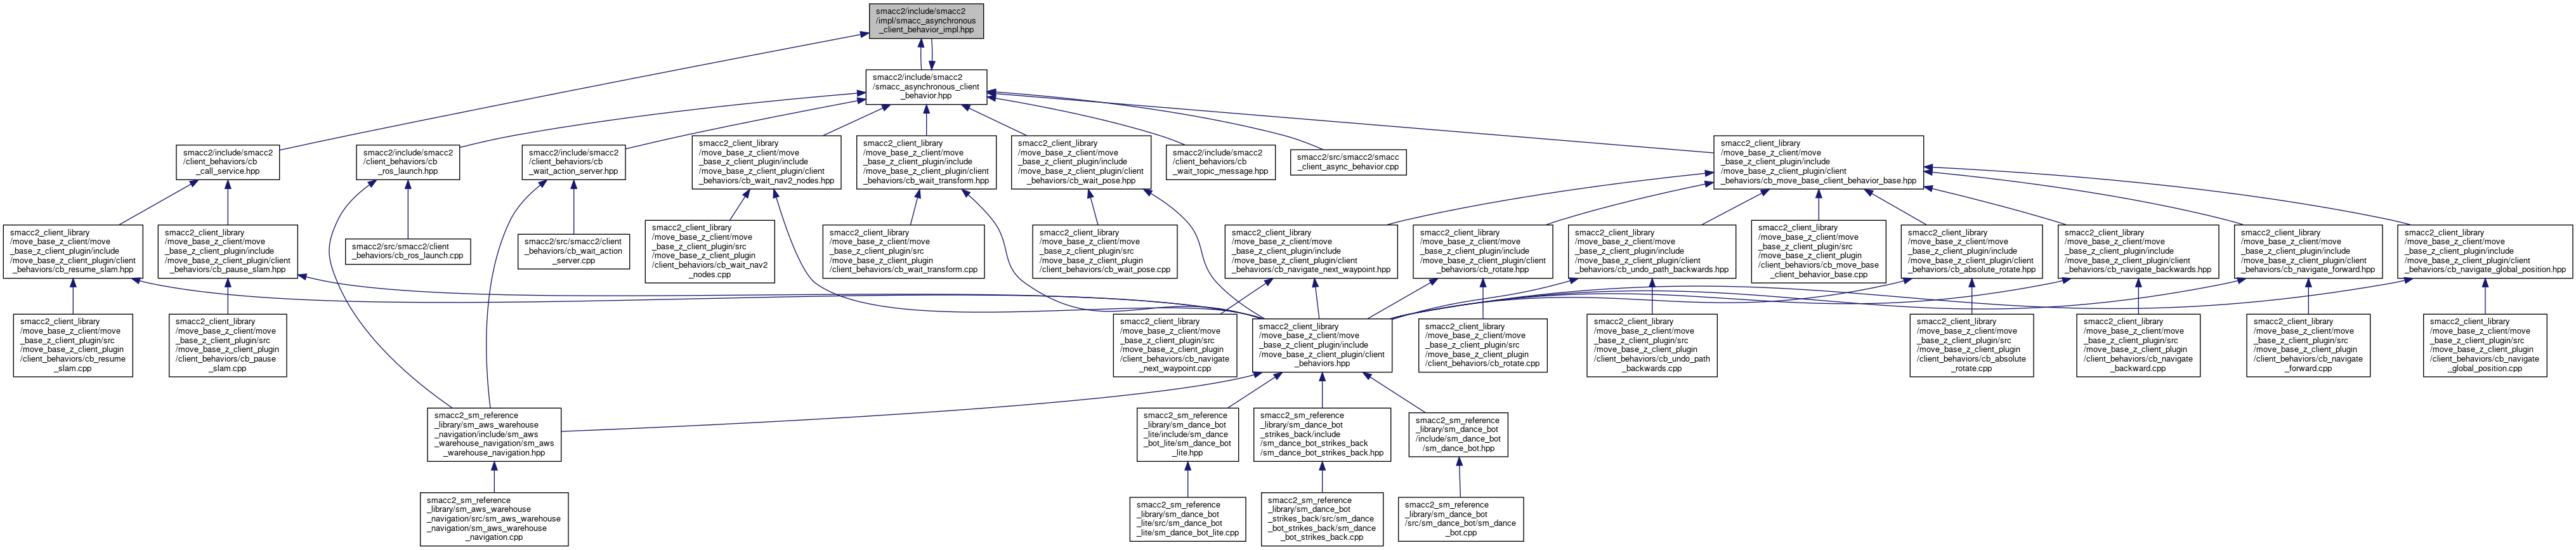 smacc2/include/smacc2
/impl/smacc_asynchronous
_client_behavior_impl.hpp
smacc2/include/smacc2
/smacc_asynchronous_client
_behavior.hpp
smacc2/include/smacc2
/client_behaviors/cb
_call_service.hpp
smacc2/include/smacc2
/client_behaviors/cb
_ros_launch.hpp
smacc2/include/smacc2
/client_behaviors/cb
_wait_action_server.hpp
smacc2_client_library
/move_base_z_client/move
_base_z_client_plugin/include
/move_base_z_client_plugin/client
_behaviors/cb_wait_nav2_nodes.hpp
smacc2_client_library
/move_base_z_client/move
_base_z_client_plugin/include
/move_base_z_client_plugin/client
_behaviors/cb_wait_transform.hpp
smacc2_client_library
/move_base_z_client/move
_base_z_client_plugin/include
/move_base_z_client_plugin/client
_behaviors/cb_wait_pose.hpp
smacc2/include/smacc2
/client_behaviors/cb
_wait_topic_message.hpp
smacc2/src/smacc2/smacc
_client_async_behavior.cpp
smacc2_client_library
/move_base_z_client/move
_base_z_client_plugin/include
/move_base_z_client_plugin/client
_behaviors/cb_move_base_client_behavior_base.hpp
smacc2_client_library
/move_base_z_client/move
_base_z_client_plugin/include
/move_base_z_client_plugin/client
_behaviors/cb_resume_slam.hpp
smacc2_client_library
/move_base_z_client/move
_base_z_client_plugin/include
/move_base_z_client_plugin/client
_behaviors/cb_pause_slam.hpp
smacc2/src/smacc2/client
_behaviors/cb_ros_launch.cpp
smacc2/src/smacc2/client
_behaviors/cb_wait_action
_server.cpp
smacc2_client_library
/move_base_z_client/move
_base_z_client_plugin/src
/move_base_z_client_plugin
/client_behaviors/cb_wait_nav2
_nodes.cpp
smacc2_client_library
/move_base_z_client/move
_base_z_client_plugin/src
/move_base_z_client_plugin
/client_behaviors/cb_wait_transform.cpp
smacc2_client_library
/move_base_z_client/move
_base_z_client_plugin/src
/move_base_z_client_plugin
/client_behaviors/cb_wait_pose.cpp
smacc2_client_library
/move_base_z_client/move
_base_z_client_plugin/include
/move_base_z_client_plugin/client
_behaviors/cb_navigate_next_waypoint.hpp
smacc2_client_library
/move_base_z_client/move
_base_z_client_plugin/include
/move_base_z_client_plugin/client
_behaviors/cb_rotate.hpp
smacc2_client_library
/move_base_z_client/move
_base_z_client_plugin/include
/move_base_z_client_plugin/client
_behaviors/cb_undo_path_backwards.hpp
smacc2_client_library
/move_base_z_client/move
_base_z_client_plugin/src
/move_base_z_client_plugin
/client_behaviors/cb_move_base
_client_behavior_base.cpp
smacc2_client_library
/move_base_z_client/move
_base_z_client_plugin/include
/move_base_z_client_plugin/client
_behaviors/cb_absolute_rotate.hpp
smacc2_client_library
/move_base_z_client/move
_base_z_client_plugin/include
/move_base_z_client_plugin/client
_behaviors/cb_navigate_backwards.hpp
smacc2_client_library
/move_base_z_client/move
_base_z_client_plugin/include
/move_base_z_client_plugin/client
_behaviors/cb_navigate_forward.hpp
smacc2_client_library
/move_base_z_client/move
_base_z_client_plugin/include
/move_base_z_client_plugin/client
_behaviors/cb_navigate_global_position.hpp
smacc2_client_library
/move_base_z_client/move
_base_z_client_plugin/src
/move_base_z_client_plugin
/client_behaviors/cb_resume
_slam.cpp
smacc2_client_library
/move_base_z_client/move
_base_z_client_plugin/src
/move_base_z_client_plugin
/client_behaviors/cb_pause
_slam.cpp
smacc2_client_library
/move_base_z_client/move
_base_z_client_plugin/src
/move_base_z_client_plugin
/client_behaviors/cb_navigate
_next_waypoint.cpp
smacc2_client_library
/move_base_z_client/move
_base_z_client_plugin/include
/move_base_z_client_plugin/client
_behaviors.hpp
smacc2_client_library
/move_base_z_client/move
_base_z_client_plugin/src
/move_base_z_client_plugin
/client_behaviors/cb_rotate.cpp
smacc2_client_library
/move_base_z_client/move
_base_z_client_plugin/src
/move_base_z_client_plugin
/client_behaviors/cb_undo_path
_backwards.cpp
smacc2_client_library
/move_base_z_client/move
_base_z_client_plugin/src
/move_base_z_client_plugin
/client_behaviors/cb_absolute
_rotate.cpp
smacc2_client_library
/move_base_z_client/move
_base_z_client_plugin/src
/move_base_z_client_plugin
/client_behaviors/cb_navigate
_backward.cpp
smacc2_client_library
/move_base_z_client/move
_base_z_client_plugin/src
/move_base_z_client_plugin
/client_behaviors/cb_navigate
_forward.cpp
smacc2_client_library
/move_base_z_client/move
_base_z_client_plugin/src
/move_base_z_client_plugin
/client_behaviors/cb_navigate
_global_position.cpp
smacc2_sm_reference
_library/sm_aws_warehouse
_navigation/include/sm_aws
_warehouse_navigation/sm_aws
_warehouse_navigation.hpp
smacc2_sm_reference
_library/sm_dance_bot
_lite/include/sm_dance
_bot_lite/sm_dance_bot
_lite.hpp
smacc2_sm_reference
_library/sm_dance_bot
_strikes_back/include
/sm_dance_bot_strikes_back
/sm_dance_bot_strikes_back.hpp
smacc2_sm_reference
_library/sm_dance_bot
/include/sm_dance_bot
/sm_dance_bot.hpp
smacc2_sm_reference
_library/sm_aws_warehouse
_navigation/src/sm_aws_warehouse
_navigation/sm_aws_warehouse
_navigation.cpp
smacc2_sm_reference
_library/sm_dance_bot
_lite/src/sm_dance_bot
_lite/sm_dance_bot_lite.cpp
smacc2_sm_reference
_library/sm_dance_bot
_strikes_back/src/sm_dance
_bot_strikes_back/sm_dance
_bot_strikes_back.cpp
smacc2_sm_reference
_library/sm_dance_bot
/src/sm_dance_bot/sm_dance
_bot.cpp